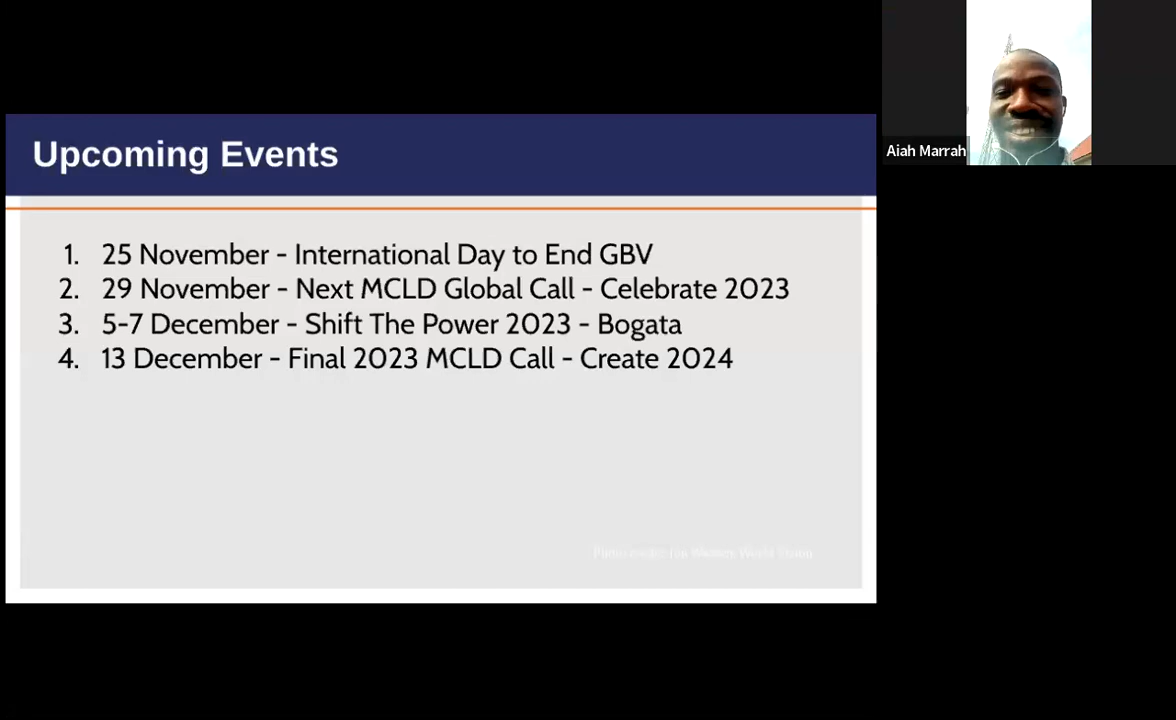 Upcoming Events
1. 25 November - International Day to End GBV
2. 29 November - Next MCLD Global Call - Celebrate 2023
3. 5-7 December - Shift The Power 2023 - Bogata
4. 13 December - Final 2023 MCLD Call - Create 2024
World Vision
Aiah Marrah